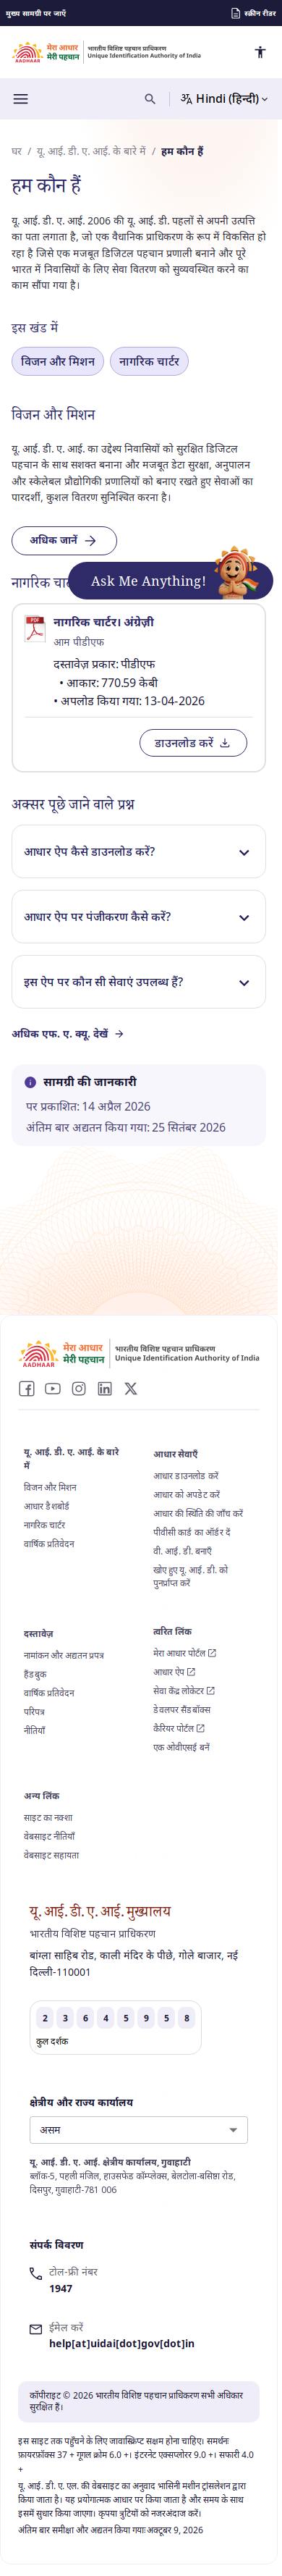 मुख्य सामग्री पर जाएँ
स्क्रीन रीडर
मेरा आधार
मेरी पहचान
AADHAAR
भारतीय विशिष्ट पहचान प्राधिकरण
Unique Identification Authority of India
Hindi (हिन्दी)
घर / यू. आई. डी. ए. आई. के बारे में / हम कौन हैं
हम कौन हैं
यू. आई. डी. ए. आई. 2006 की यू. आई. डी. पहलों से अपनी उत्पत्ति
का पता लगाता है, जो एक वैधानिक प्राधिकरण के रूप में विकसित हो
रहा है जिसे एक मजबूत डिजिटल पहचान प्रणाली बनाने और पूरे
भारत में निवासियों के लिए सेवा वितरण को सुव्यवस्थित करने का
काम सौंपा गया है।
इस खंड में
विजन और मिशन
नागरिक चार्टर
विजन और मिशन
यू. आई. डी. ए. आई. का उद्देश्य निवासियों को सुरक्षित डिजिटल
पहचान के साथ सशक्त बनाना और मजबूत डेटा सुरक्षा, अनुपालन
और स्केलेबल प्रौद्योगिकी प्रणालियों को बनाए रखते हुए सेवाओं का
पारदर्शी, कुशल वितरण सुनिश्चित करना है।
अधिक जानें
Ask Me Anything!
नागरिक
PDF
नागरिक चार्टर। अंग्रेज़ी
आम पीडीएफ
दस्तावेज़ प्रकार: पीडीएफ
• आकार: 770.59 केबी
• अपलोड किया गया: 13-04-2026
डाउनलोड करें
अक्सर पूछे जाने वाले प्रश्न
आधार ऐप कैसे डाउनलोड करें?
आधार ऐप पर पंजीकरण कैसे करें?
इस ऐप पर कौन सी सेवाएं उपलब्ध हैं?
अधिक एफ. ए. क्यू. देखें
सामग्री की जानकारी
पर प्रकाशित: 14 अप्रैल 2026
अंतिम बार अद्यतन किया गया: 25 सितंबर 2026
मेरा आधार
मेरी पहचान
AADHAAR
भारतीय विशिष्ट पहचान प्राधिकरण
Unique Identification Authority of India
यू. आई. डी. ए. आई. के बारे
में
विजन और मिशन
आधार डैशबोर्ड
नागरिक चार्टर
वार्षिक प्रतिवेदन
आधार सेवाएँ
आधार डाउनलोड करें
आधार को अपडेट करें
आधार की स्थिति की जाँच करें
पीवीसी कार्ड का ऑर्डर दें
वी. आई. डी. बनाएँ
खोए हुए यू. आई. डी. को
पुनर्प्राप्त करें
दस्तावेज़
नामांकन और अद्यतन प्रपत्र
हैंडबुक
वार्षिक प्रतिवेदन
परिपत्र
नीतियाँ
त्वरित लिंक
मेरा आधार पोर्टल
आधार ऐप
सेवा केंद्र लोकेटर
डेवलपर सैंडबॉक्स
कैरियर पोर्टल
एक ओवीएसई बनें
अन्य लिंक
साइट का नक्शा
वेबसाइट नीतियाँ
वेबसाइट सहायता
यू. आई. डी. ए. आई. मुख्यालय
भारतीय विशिष्ट पहचान प्राधिकरण
बांग्ला साहिब रोड, काली मंदिर के पीछे, गोले बाजार, नई
दिल्ली-110001
2 3 6 4 5 9 5 8
कुल दर्शक
क्षेत्रीय और राज्य कार्यालय
असम
यू. आई. डी. ए. आई. क्षेत्रीय कार्यालय, गुवाहाटी
ब्लॉक-5, पहली मंजिल, हाउसफेड कॉम्प्लेक्स, बेलटोला-बसिष्ठा रोड,
दिसपुर, गुवाहाटी-781 006
संपर्क विवरण
टोल-फ्री नंबर
1947
ईमेल करें
help[at]uidai[dot]gov[dot]in
कॉपीराइट © 2026 भारतीय विशिष्ट पहचान प्राधिकरण सभी अधिकार
सुरक्षित हैं।
इस साइट तक पहुँचने के लिए जावास्क्रिप्ट सक्षम होना चाहिए। समर्थनः
फ़ायरफ़ॉक्स 37 + गूगल क्रोम 6.0 +। इंटरनेट एक्सप्लोरर 9.0 +। सफारी 4.0
+
यू. आई. डी. ए. एल. की वेबसाइट का अनुवाद भासिनी मशीन ट्रांसलेशन द्वारा
किया जाता है। यह प्रयोगात्मक आधार पर किया जाता है और समय के साथ
इसमें सुधार किया जाएगा। कृपया त्रुटियों को नजरअंदाज करें।
अंतिम बार समीक्षा और अद्यतन किया गयाः अक्टूबर 9, 2026